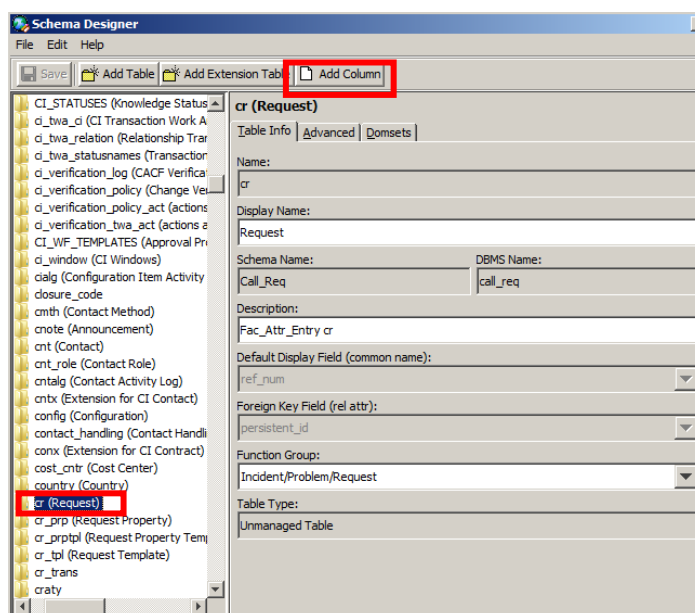 Schema Designer
File Edit Help
Save Add Table Add Extension Table Add Column
CI_STATUSES (Knowledge Status
ci_twa_ci (CI Transaction Work A
ci_twa_relation (Relationship Trar
ci_twa_statusnames (Transaction
ci_verification_log (CACF Verifica
ci_verification_policy (Change Ver
ci_verification_policy_act (actions
ci_verification_twa_act (actions a
CI_WF_TEMPLATES (Approval Pro
ci_window (CI Windows)
cialg (Configuration Item Activity
closure_code
cmth (Contact Method)
cnote (Announcement)
cnt (Contact)
cnt_role (Contact Role)
cntalg (Contact Activity Log)
cntx (Extension for CI Contact)
config (Configuration)
contact_handling (Contact Handli
conx (Extension for CI Contract)
cost_cntr (Cost Center)
country (Country)
cr (Request)
cr_prp (Request Property)
cr_prptpl (Request Property Temp
cr_tpl (Request Template)
cr_trans
craty
cr (Request)
Table Info Advanced Domsets
Name:
cr
Display Name:
Request
Schema Name: DBMS Name:
Call_Req call_req
Description:
Fac_Attr_Entry cr
Default Display Field (common name):
ref_num
Foreign Key Field (rel attr):
persistent_id
Function Group:
Incident/Problem/Request
Table Type:
Unmanaged Table